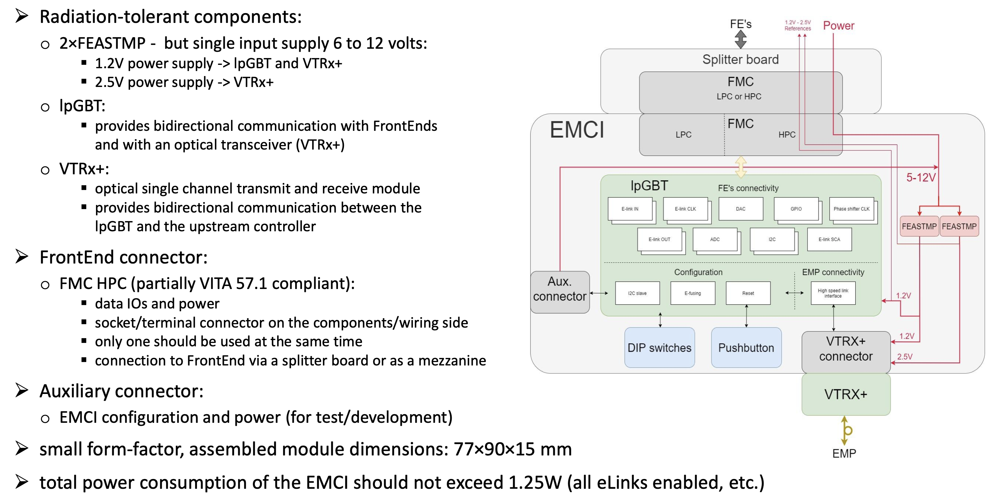 ➢ Radiation-tolerant components:
o 2×FEASTMP - but single input supply 6 to 12 volts:
▪ 1.2V power supply -> lpGBT and VTRx+
▪ 2.5V power supply -> VTRx+
o lpGBT:
▪ provides bidirectional communication with FrontEnds
and with an optical transceiver (VTRx+)
o VTRx+:
▪ optical single channel transmit and receive module
▪ provides bidirectional communication between the
lpGBT and the upstream controller
➢ FrontEnd connector:
o FMC HPC (partially VITA 57.1 compliant):
▪ data IOs and power
▪ socket/terminal connector on the components/wiring side
▪ only one should be used at the same time
▪ connection to FrontEnd via a splitter board or as a mezzanine
➢ Auxiliary connector:
o EMCI configuration and power (for test/development)
➢ small form-factor, assembled module dimensions: 77×90×15 mm
➢ total power consumption of the EMCI should not exceed 1.25W (all eLinks enabled, etc.)
FE's
1.2V - 2.5V
References
Power
Splitter board
FMC
LPC or HPC
EMCI
FMC
LPC
HPC
5-12V
lpGBT
FE's connectivity
E-link IN
E-link CLK
DAC
GPIO
Phase shifter CLK
FEASTMP
FEASTMP
E-link OUT
ADC
I2C
E-link SCA
Configuration
EMP connectivity
Aux.
connector
I2C slave
E-fusing
Reset
High speed link
interface
1.2V
DIP switches
Pushbutton
VTRX+
connector
1.2V
2.5V
VTRX+
EMP